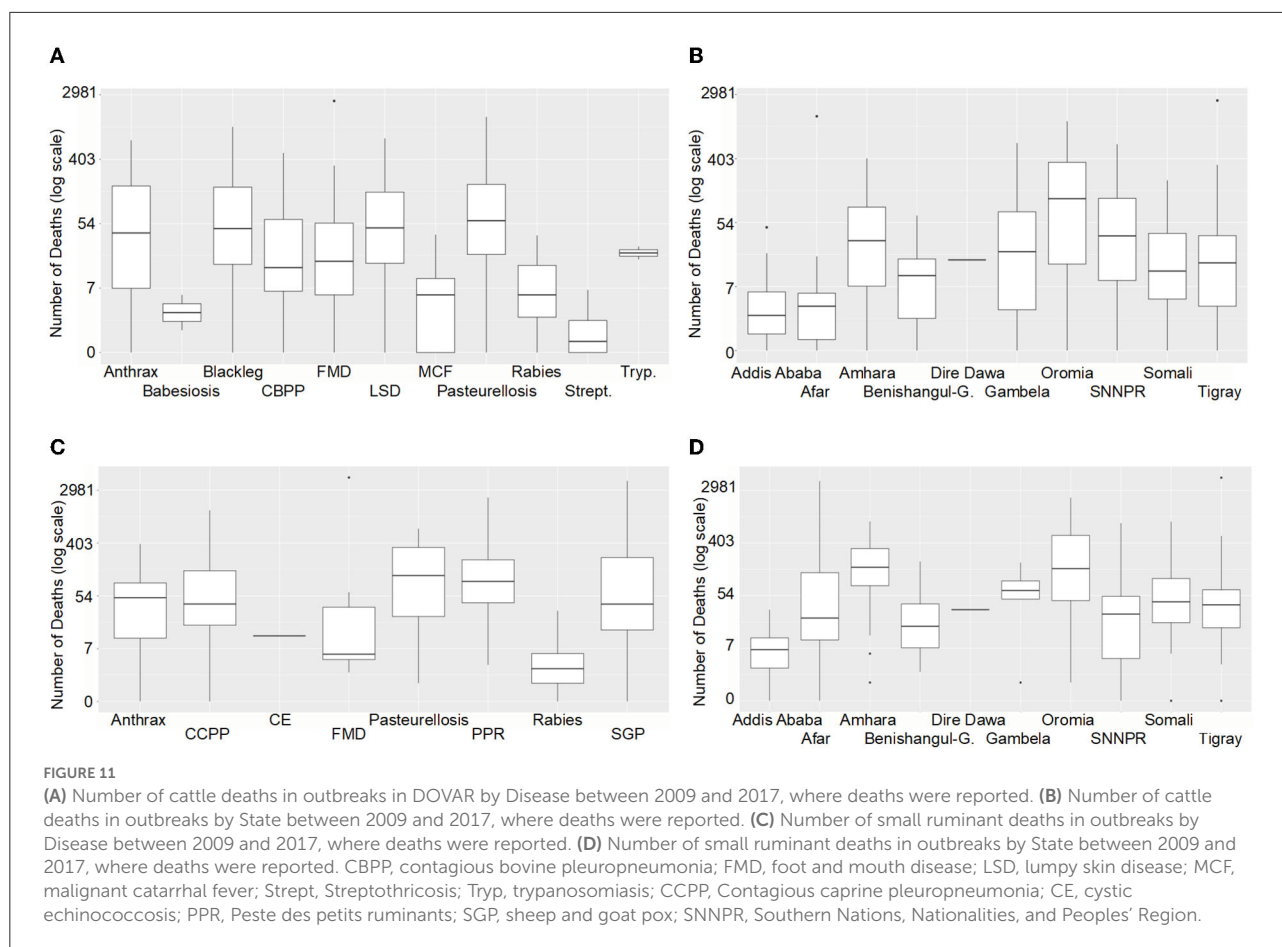 A
Number of Deaths (log scale)
2981
403
54
7
0
Anthrax Blackleg FMD MCF Rabies Tryp.
Babesiosis CBPP LSD Pasteurellosis Strept.
B
Number of Deaths (log scale)
2981
403
54
7
0
Addis Ababa Amhara Dire Dawa Oromia Somali
Afar Benishangul-G. Gambela SNNPR Tigray
C
Number of Deaths (log scale)
2981
403
54
7
0
Anthrax CE Pasteurellosis Rabies
CCPP FMD PPR SGP
D
Number of Deaths (log scale)
2981
403
54
7
0
Addis Ababa Amhara Dire Dawa Oromia Somali
Afar Benishangul-G. Gambela SNNPR Tigray
FIGURE 11
(A) Number of cattle deaths in outbreaks in DOVAR by Disease between 2009 and 2017, where deaths were reported. (B) Number of cattle
deaths in outbreaks by State between 2009 and 2017, where deaths were reported. (C) Number of small ruminant deaths in outbreaks by
Disease between 2009 and 2017, where deaths were reported. (D) Number of small ruminant deaths in outbreaks by State between 2009 and
2017, where deaths were reported. CBPP, contagious bovine pleuropneumonia; FMD, foot and mouth disease; LSD, lumpy skin disease; MCF,
malignant catarrhal fever; Strept, Streptothricosis; Tryp, trypanosomiasis; CCPP, Contagious caprine pleuropneumonia; CE, cystic
echinococcosis; PPR, Peste des petits ruminants; SGP, sheep and goat pox; SNNPR, Southern Nations, Nationalities, and Peoples' Region.